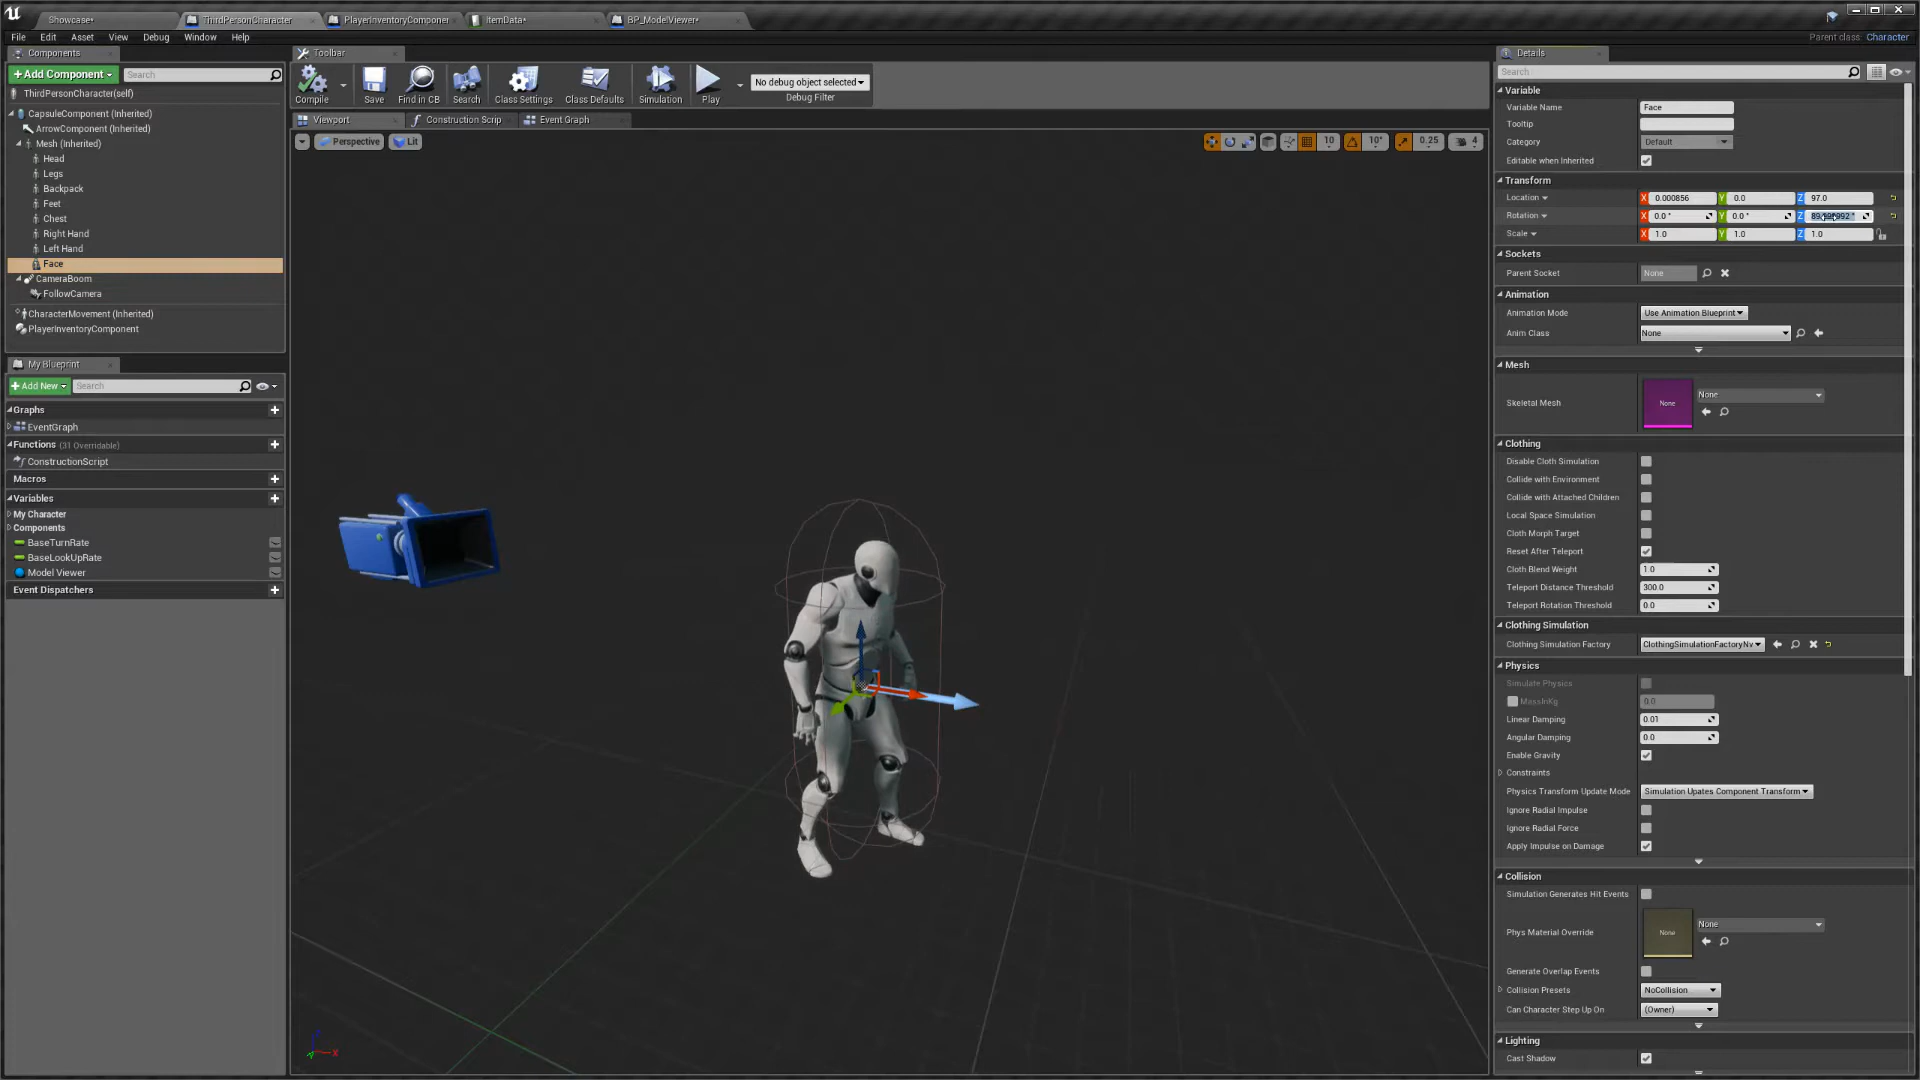 Showcase*
ThirdPersonCharacter
PlayerInventoryComponer
ItemData*
BP_ModelViewer*
File Edit Asset View Debug Window Help
Parent class: Character
Components
+Add Component
Search
ThirdPersonCharacter(self)
CapsuleComponent (Inherited)
ArrowComponent (Inherited)
Mesh (Inherited)
Head
Legs
Backpack
Feet
Chest
Right Hand
Left Hand
Face
CameraBoom
FollowCamera
CharacterMovement (Inherited)
PlayerInventoryComponent
My Blueprint
+Add New
Search
Graphs
EventGraph
Functions (31 Overridable)
ConstructionScript
Macros
Variables
My Character
Components
BaseTurnRate
BaseLookUpRate
Model Viewer
Event Dispatchers
Toolbar
Compile
Save
Find in CB
Search
Class Settings
Class Defaults
Simulation
Play
No debug object selected
Debug Filter
Viewport
Construction Scrip
Event Graph
Perspective
Lit
10
10°
0.25
4
Details
Search
Variable
Variable Name Face
Tooltip
Category Default
Editable when Inherited
Transform
Location X 0.000856 Y 0.0 Z 97.0
Rotation X 0.0 ° Y 0.0 ° Z
Scale X 1.0 Y 1.0 Z 1.0
Sockets
Parent Socket None
Animation
Animation Mode Use Animation Blueprint
Anim Class None
Mesh
Skeletal Mesh None None
Clothing
Disable Cloth Simulation
Collide with Environment
Collide with Attached Children
Local Space Simulation
Cloth Morph Target
Reset After Teleport
Cloth Blend Weight 1.0
Teleport Distance Threshold 300.0
Teleport Rotation Threshold 0.0
Clothing Simulation
Clothing Simulation Factory ClothingSimulationFactoryNv
Physics
Simulate Physics
MassInKg 0.0
Linear Damping 0.01
Angular Damping 0.0
Enable Gravity
Constraints
Physics Transform Update Mode Simulation Upates Component Transform
Ignore Radial Impulse
Ignore Radial Force
Apply Impulse on Damage
Collision
Simulation Generates Hit Events
Phys Material Override None None
Generate Overlap Events
Collision Presets NoCollision
Can Character Step Up On (Owner)
Lighting
Cast Shadow